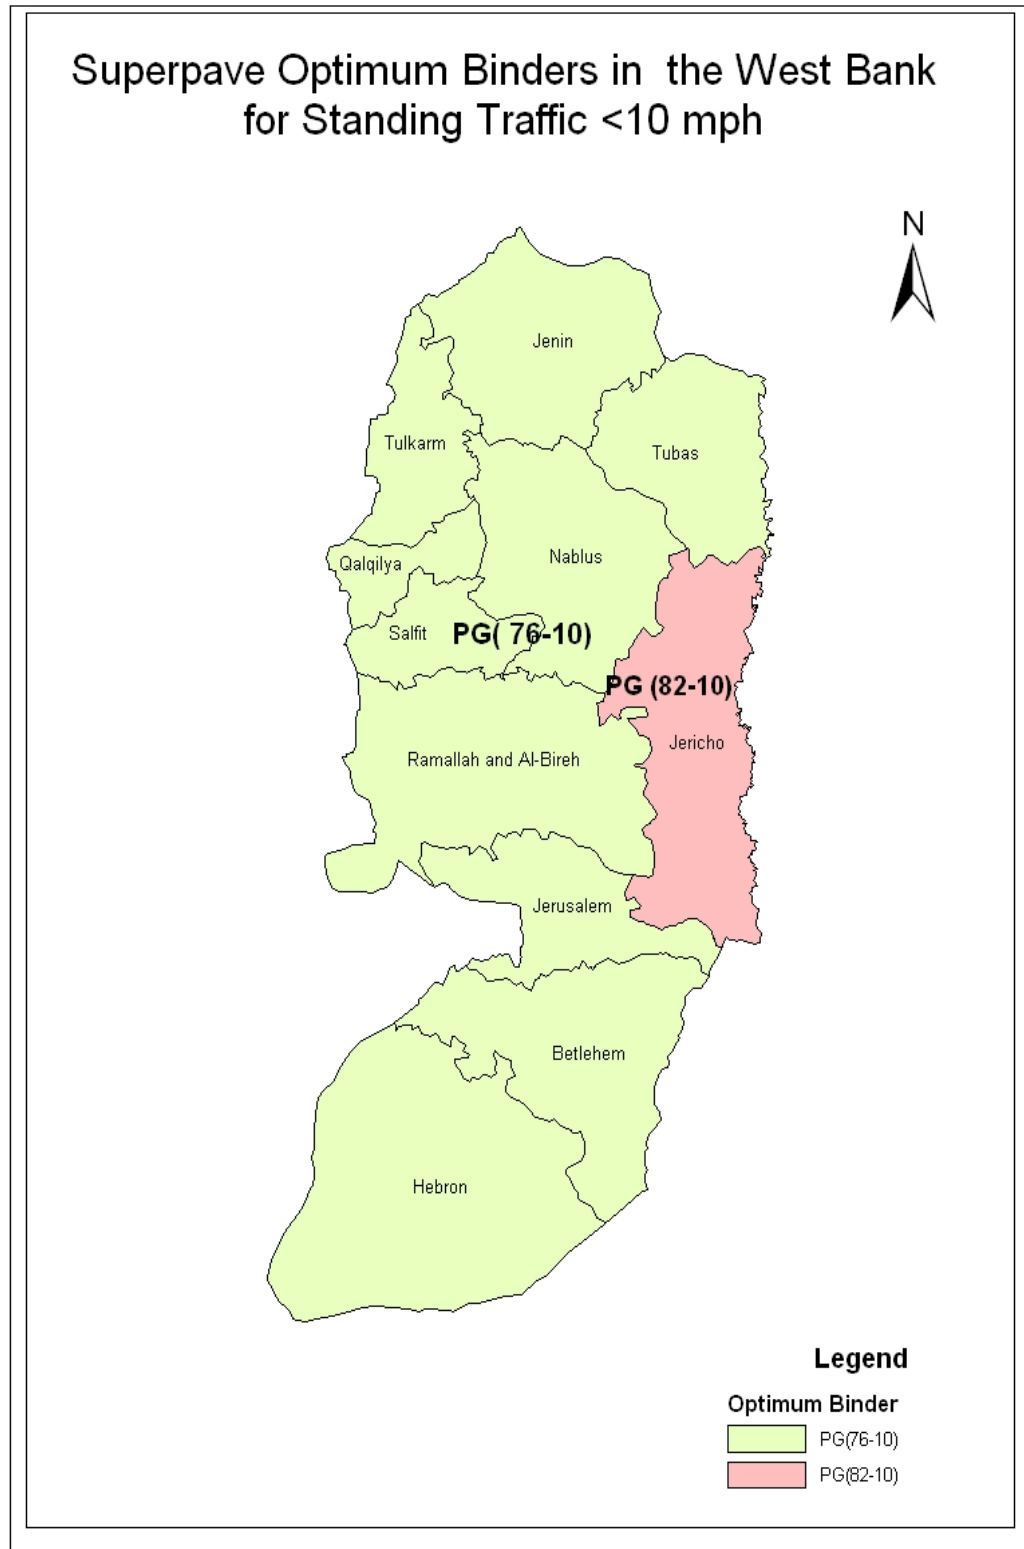 Superpave Optimum Binders in the West Bank
for Standing Traffic <10 mph
N
Jenin
Tulkarm
Tubas
Qalqilya
Nablus
Salfit
PG( 76-10)
PG (82-10)
Jericho
Ramallah and Al-Bireh
Jerusalem
Betlehem
Hebron
Legend
Optimum Binder
PG(76-10)
PG(82-10)